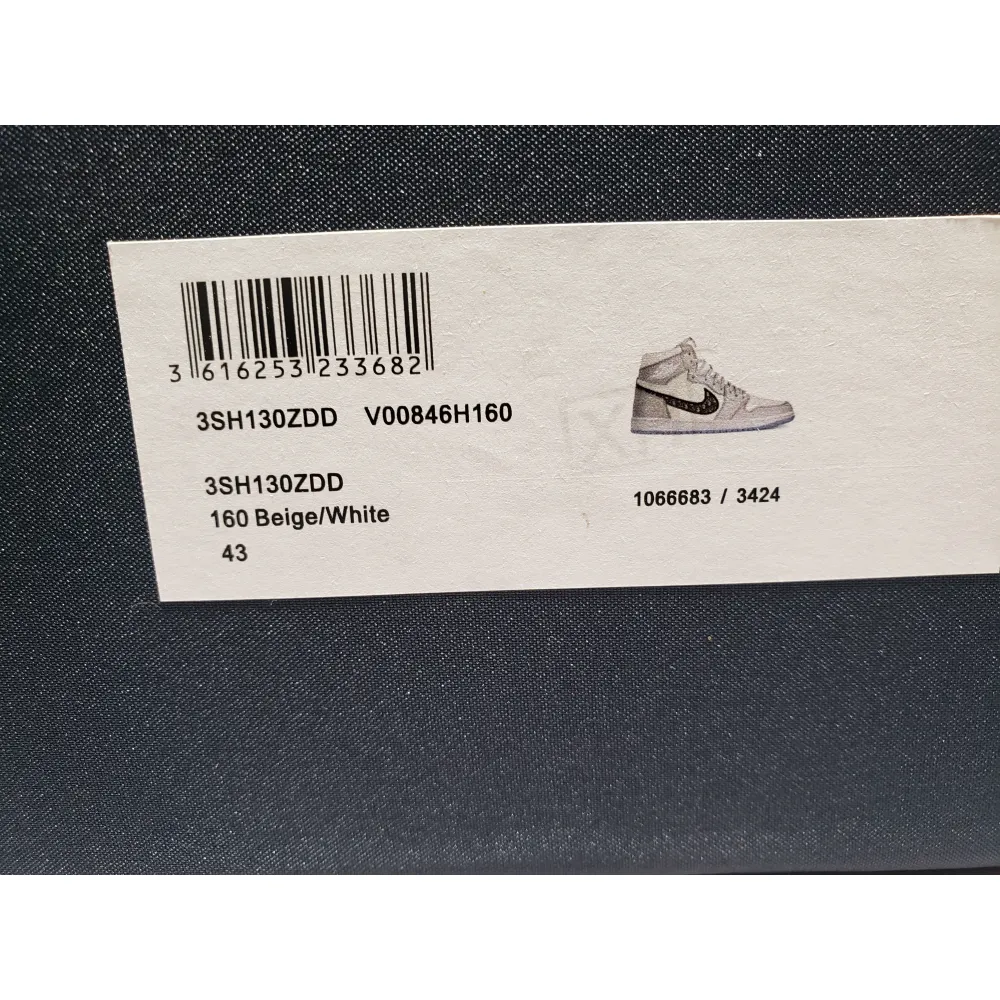 3 616253 233682
3SH130ZDD V00846H160
3SH130ZDD
160 Beige/White
43
1066683 / 3424